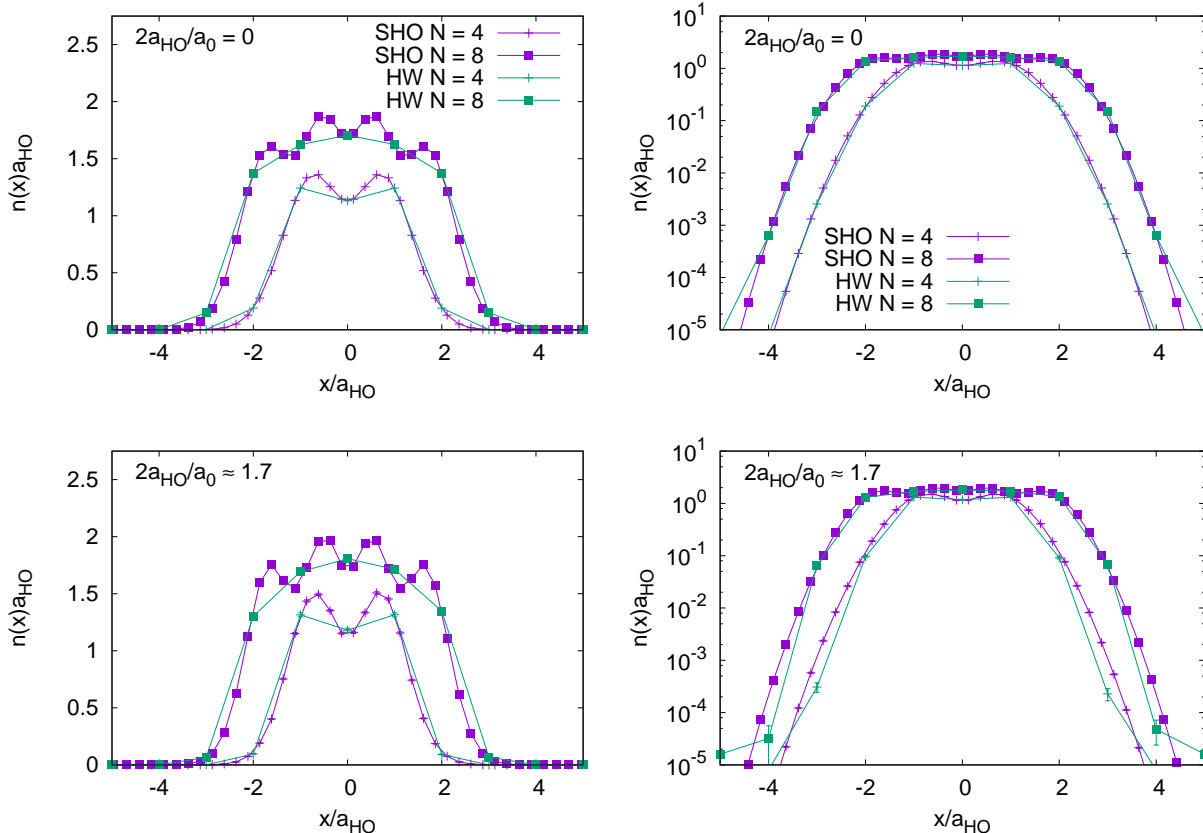 2a_HO/a_0 = 0
SHO N = 4
SHO N = 8
HW N = 4
HW N = 8
n(x)a_HO
2.5
2
1.5
1
0.5
0
-4 -2 0 2 4
x/a_HO
2a_HO/a_0 = 0
SHO N = 4
SHO N = 8
HW N = 4
HW N = 8
n(x)a_HO
10^1
10^0
10^-1
10^-2
10^-3
10^-4
10^-5
-4 -2 0 2 4
x/a_HO
2a_HO/a_0 ≈ 1.7
n(x)a_HO
2.5
2
1.5
1
0.5
0
-4 -2 0 2 4
x/a_HO
2a_HO/a_0 ≈ 1.7
n(x)a_HO
10^1
10^0
10^-1
10^-2
10^-3
10^-4
10^-5
-4 -2 0 2 4
x/a_HO